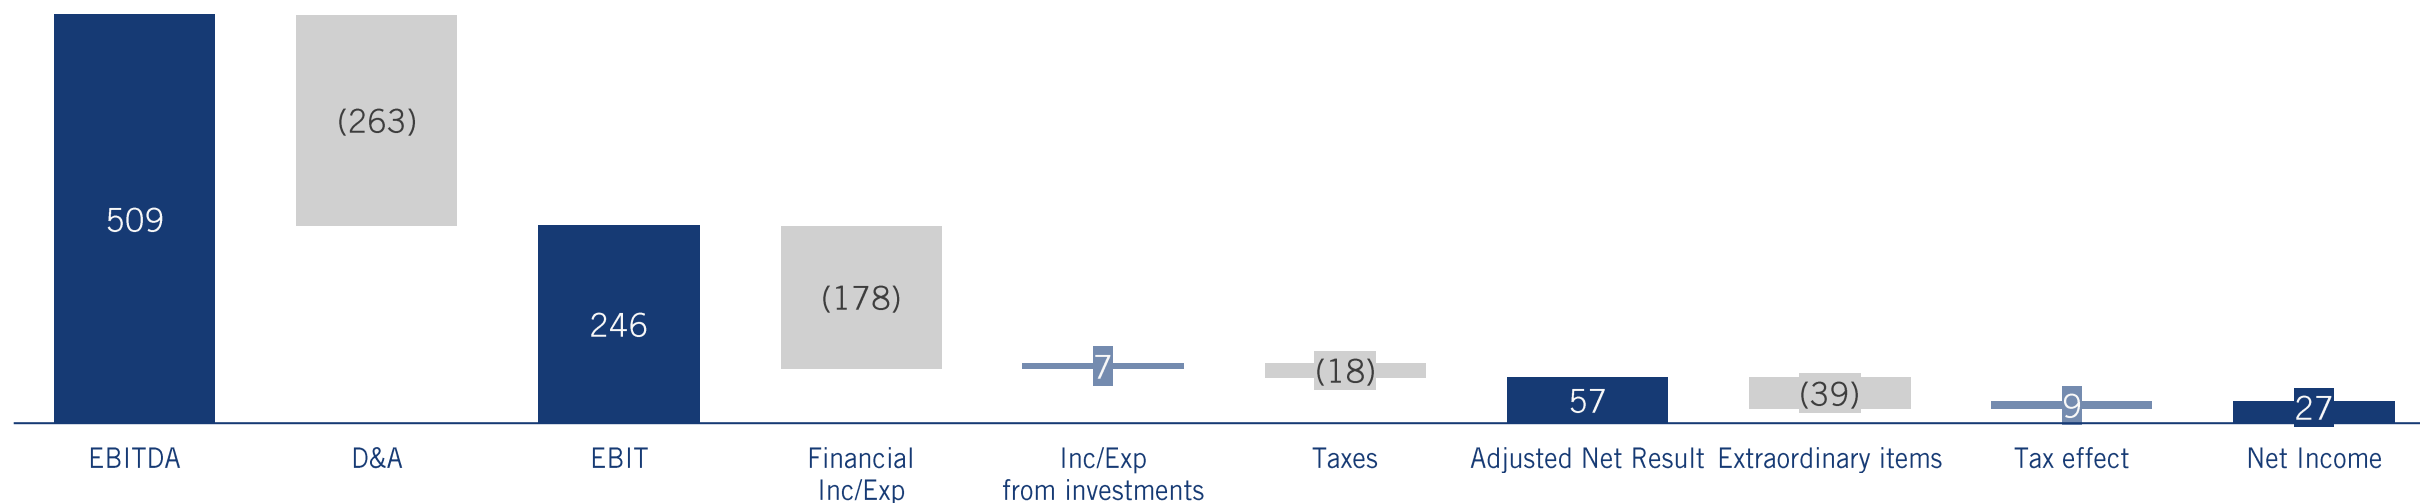 509
(263)
246
(178)
7
(18)
57
(39)
9
27
EBITDA
D&A
EBIT
Financial
Inc/Exp
Inc/Exp
from investments
Taxes
Adjusted Net Result
Extraordinary items
Tax effect
Net Income